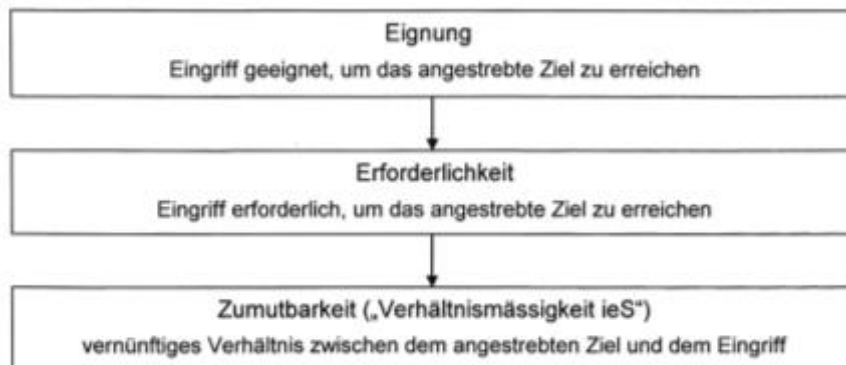 Eignung
Eingriff geeignet, um das angestrebte Ziel zu erreichen
Erforderlichkeit
Eingriff erforderlich, um das angestrebte Ziel zu erreichen
Zumutbarkeit („Verhältnismässigkeit ieS“)
vernünftiges Verhältnis zwischen dem angestrebten Ziel und dem Eingriff